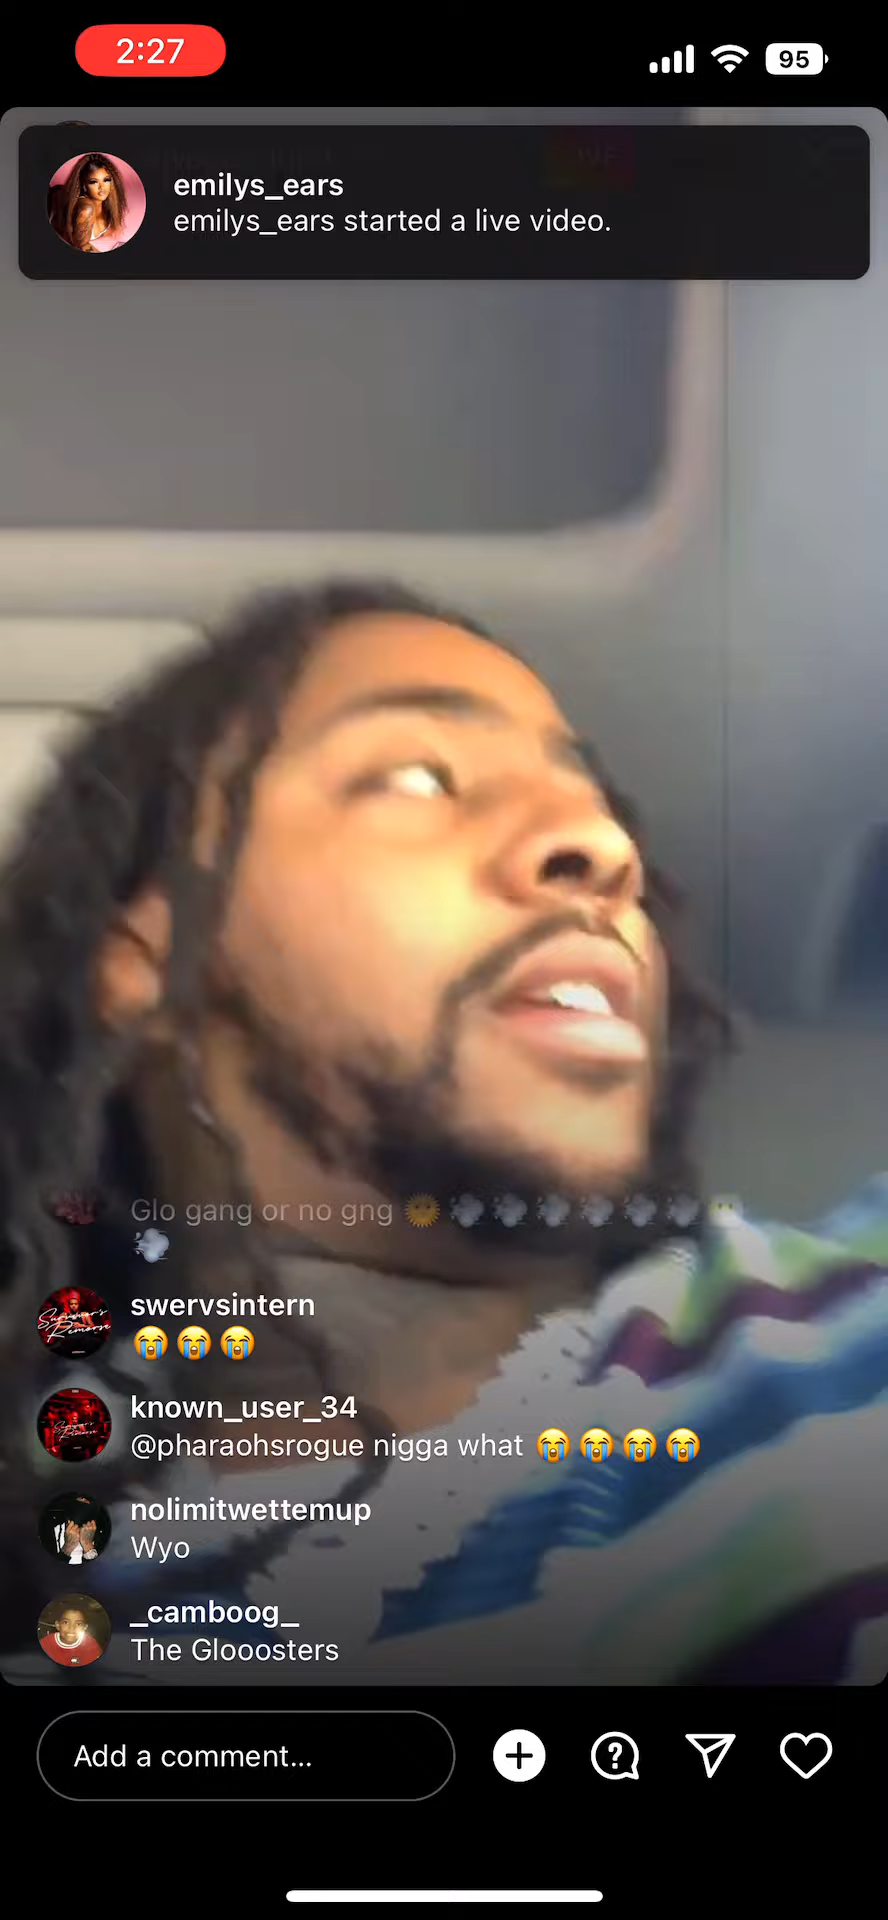 2:27
95
emilys_ears
emilys_ears started a live video.
Glo gang or no gng 🌞💨💨💨💨💨💨😶‍🌫️
💨
swervsintern
😭😭😭
known_user_34
@pharaohsrogue nigga what 😭😭😭😭
nolimitwettemup
Wyo
_camboog_
The Glooosters
Add a comment...